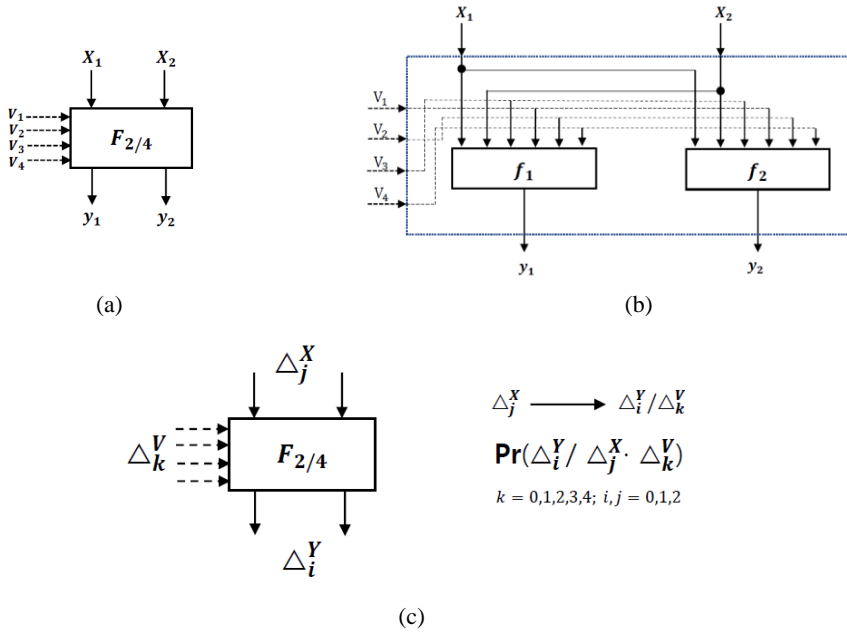 X₁ X₂
V₁
V₂
V₃
V₄
F₂/₄
y₁ y₂
(a)
X₁ X₂
V₁
V₂
V₃
V₄
f₁ f₂
y₁ y₂
(b)
△ⱼˣ
△ₖⱽ
F₂/₄
△ᵢʸ
△ⱼˣ ⟶ △ᵢʸ/△ₖⱽ
Pr(△ᵢʸ/ △ⱼˣ· △ₖⱽ)
k = 0,1,2,3,4; i, j = 0,1,2
(c)